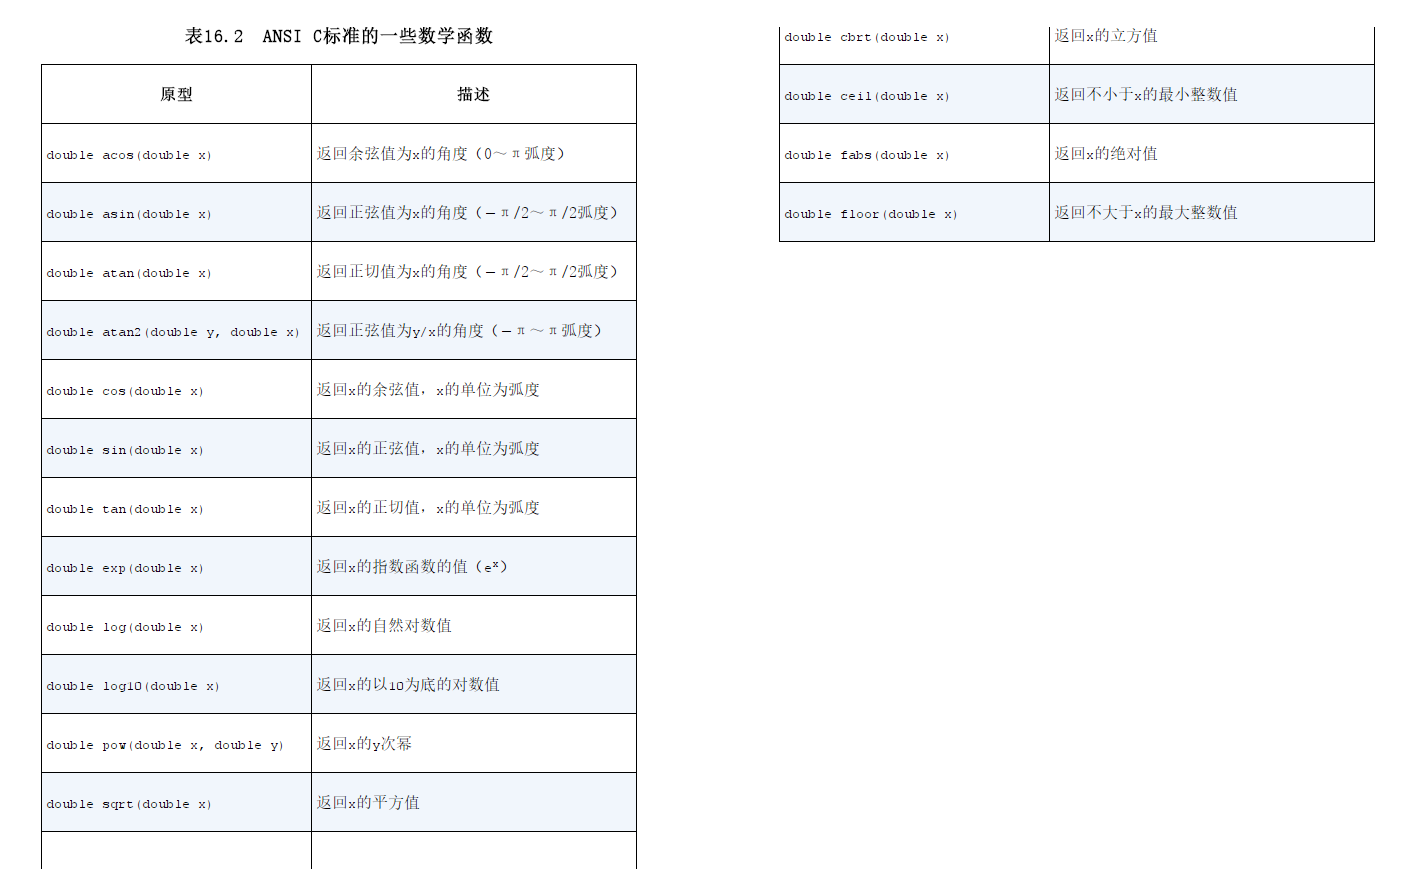 表16.2 ANSI C标准的一些数学函数
原型 描述
double acos(double x) 返回余弦值为x的角度（0～π弧度）
double asin(double x) 返回正弦值为x的角度（－π/2～π/2弧度）
double atan(double x) 返回正切值为x的角度（－π/2～π/2弧度）
double atan2(double y, double x) 返回正弦值为y/x的角度（－π～π弧度）
double cos(double x) 返回x的余弦值，x的单位为弧度
double sin(double x) 返回x的正弦值，x的单位为弧度
double tan(double x) 返回x的正切值，x的单位为弧度
double exp(double x) 返回x的指数函数的值（eˣ）
double log(double x) 返回x的自然对数值
double log10(double x) 返回x的以10为底的对数值
double pow(double x, double y) 返回x的y次幂
double sqrt(double x) 返回x的平方值
double cbrt(double x) 返回x的立方值
double ceil(double x) 返回不小于x的最小整数值
double fabs(double x) 返回x的绝对值
double floor(double x) 返回不大于x的最大整数值